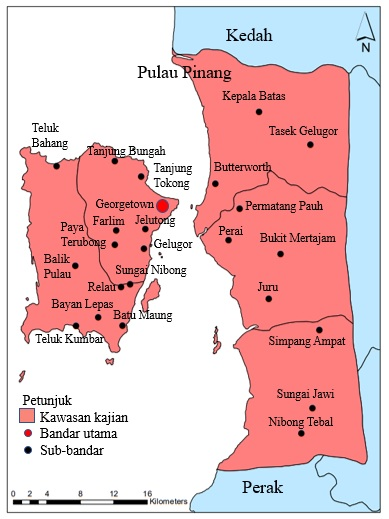 Kedah
N
Pulau Pinang
Kepala Batas
Teluk
Bahang
Tasek Gelugor
Tanjung Bungah
Tanjung
Tokong
Butterworth
Georgetown
Permatang Pauh
Jelutong
Paya
Terubong
Farlim
Perai
Gelugor
Bukit Mertajam
Balik
Pulau
Sungai Nibong
Relau
Juru
Bayan Lepas
Batu Maung
Teluk Kumbar
Simpang Ampat
Petunjuk
Kawasan kajian
Bandar utama
Sub-bandar
Sungai Jawi
Nibong Tebal
0 2 4 8 12 16
Kilometers
Perak